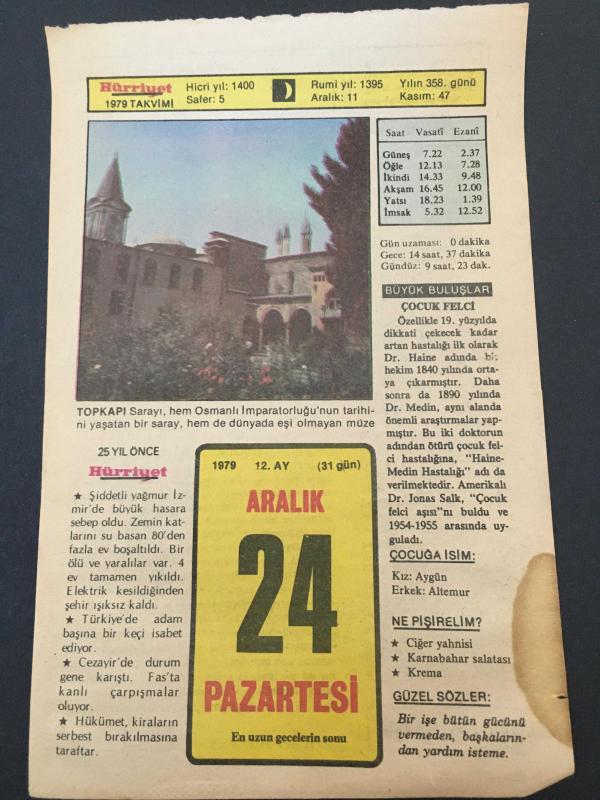 Hürriyet
1979 TAKVİMİ
Hicri yıl: 1400
Safer: 5
Rumi yıl: 1395
Aralık: 11
Yılın 358. günü
Kasım: 47
Saat Vasatî Ezanî
Güneş 7.22 2.37
Öğle 12.13 7.28
İkindi 14.33 9.48
Akşam 16.45 12.00
Yatsı 18.23 1.39
İmsak 5.32 12.52
Gün uzaması: 0 dakika
Gece: 14 saat, 37 dakika
Gündüz: 9 saat, 23 dak.
TOPKAPI Sarayı, hem Osmanlı İmparatorluğu'nun tarihi-
ni yaşatan bir saray, hem de dünyada eşi olmayan müze
25 YIL ÖNCE
Hürriyet
★ Şiddetli yağmur İz-
mir'de büyük hasara
sebep oldu. Zemin kat-
larını su basan 80'den
fazla ev boşaltıldı. Bir
ölü ve yaralılar var. 4
ev tamamen yıkıldı.
Elektrik kesildiğinden
şehir ışıksız kaldı.
★ Türkiye'de adam
başına bir keçi isabet
ediyor.
★ Cezayir'de durum
gene karıştı. Fas'ta
kanlı çarpışmalar
oluyor.
★ Hükümet, kiraların
serbest bırakılmasına
taraftar.
1979 12. AY (31 gün)
ARALIK
24
PAZARTESİ
En uzun gecelerin sonu
BÜYÜK BULUŞLAR
ÇOCUK FELCİ
Özellikle 19. yüzyılda
dikkati çekecek kadar
artan hastalığı ilk olarak
Dr. Haine adında bir
hekim 1840 yılında orta-
ya çıkarmıştır. Daha
sonra da 1890 yılında
Dr. Medin, aynı alanda
önemli araştırmalar yap-
mıştır. Bu iki doktorun
adından ötürü çocuk fel-
ci hastalığına, "Haine-
Medin Hastalığı" adı da
verilmektedir. Amerikalı
Dr. Jonas Salk, "Çocuk
felci aşısı"nı buldu ve
1954-1955 arasında uy-
guladı.
ÇOCUĞA İSİM:
Kız: Aygün
Erkek: Altemur
NE PİŞİRELİM?
★ Ciğer yahnisi
★ Karnabahar salatası
★ Krema
GÜZEL SÖZLER:
Bir işe bütün gücünü
vermeden, başkaların-
dan yardım isteme.